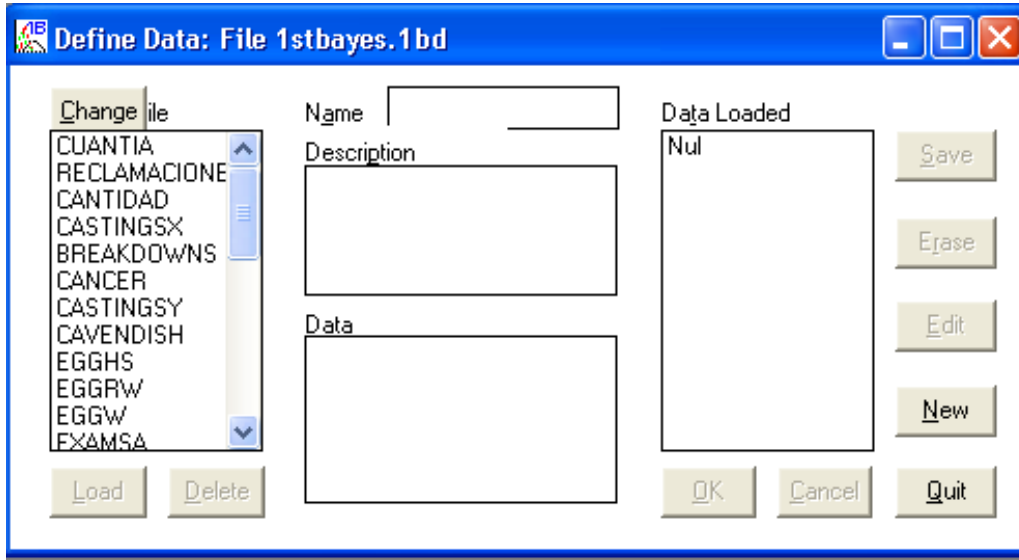 Define Data: File 1stbayes.1bd
Change ile
CUANTIA
RECLAMACIONE
CANTIDAD
CASTINGSX
BREAKDOWNS
CANCER
CASTINGSY
CAVENDISH
EGGHS
EGGRW
EGGW
EXAMSA
Load
Delete
Name
Description
Data
Data Loaded
Nul
OK
Cancel
Save
Erase
Edit
New
Quit